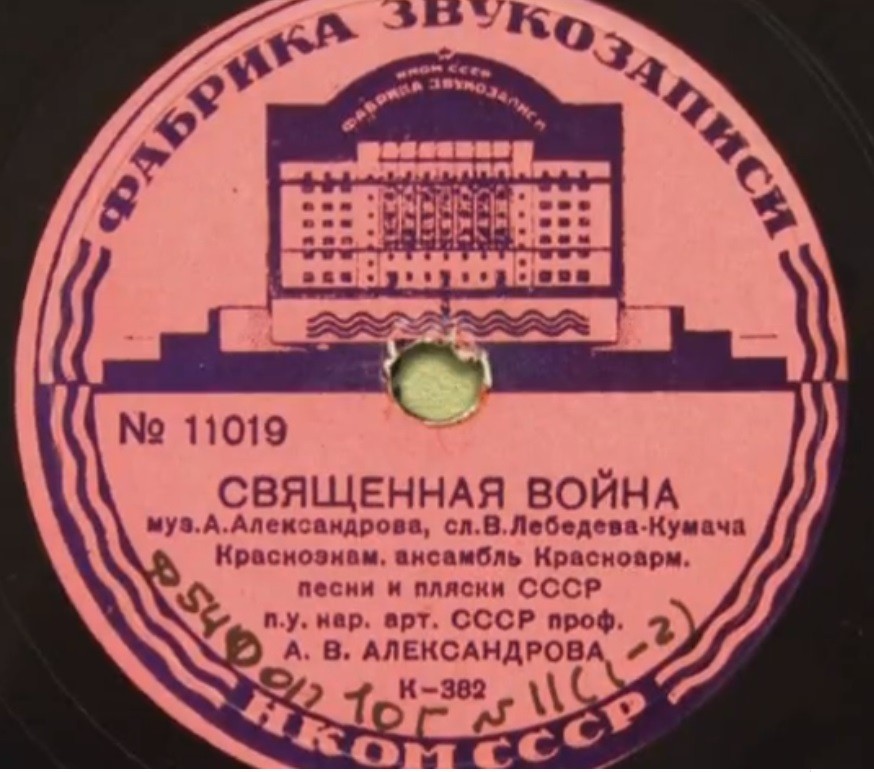 ФАБРИКА ЗВУКОЗАПИСИ
НКОМ СССР
ФАБРИКА ЗВУКОЗАПИСИ
№ 11019
СВЯЩЕННАЯ ВОЙНА
муз.А.Александрова, сл.В.Лебедева-Кумача
Краснознам. ансамбль Красноарм.
песни и пляски СССР
п.у. нар. арт. СССР проф.
А. В. АЛЕКСАНДРОВА
К-382
НКОМ СССР